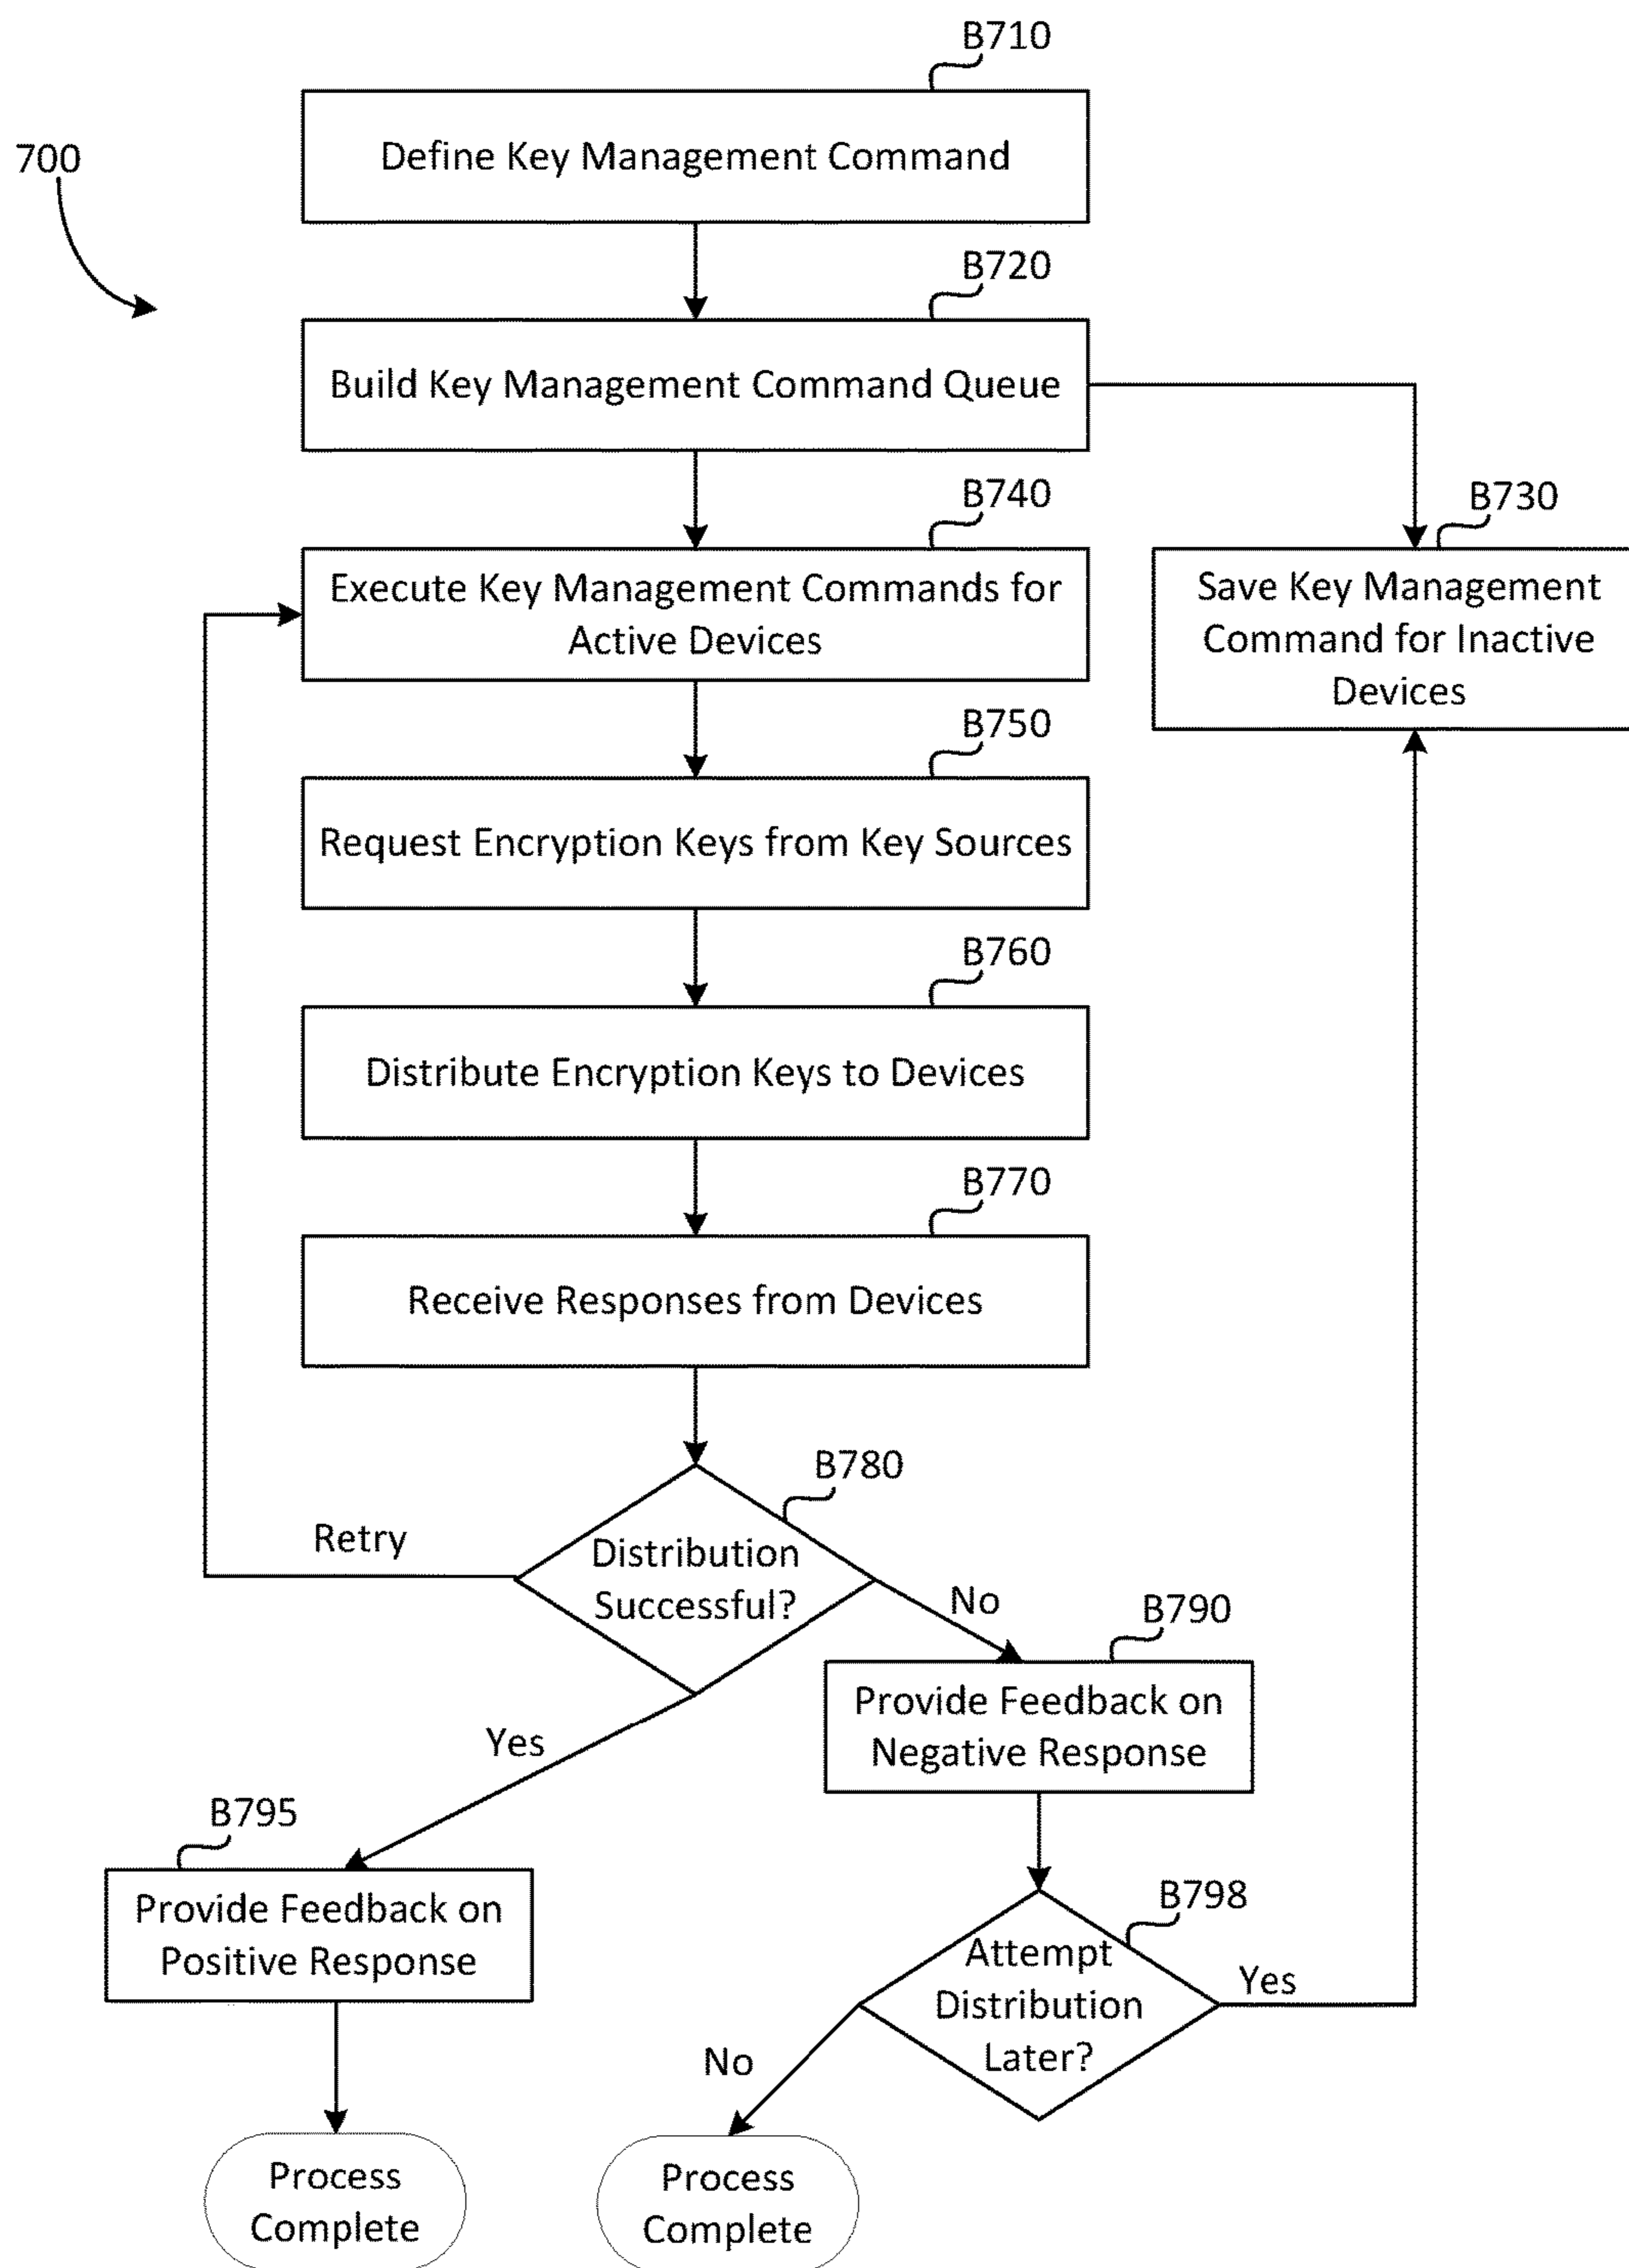 B710
Define Key Management Command
700
B720
Build Key Management Command Queue
B740
Execute Key Management Commands for
Active Devices
B730
Save Key Management
Command for Inactive
Devices
B750
Request Encryption Keys from Key Sources
B760
Distribute Encryption Keys to Devices
B770
Receive Responses from Devices
B780
Distribution
Successful?
Retry
No
Yes
B790
Provide Feedback on
Negative Response
B795
Provide Feedback on
Positive Response
B798
Attempt
Distribution
Later?
Yes
No
Process
Complete
Process
Complete